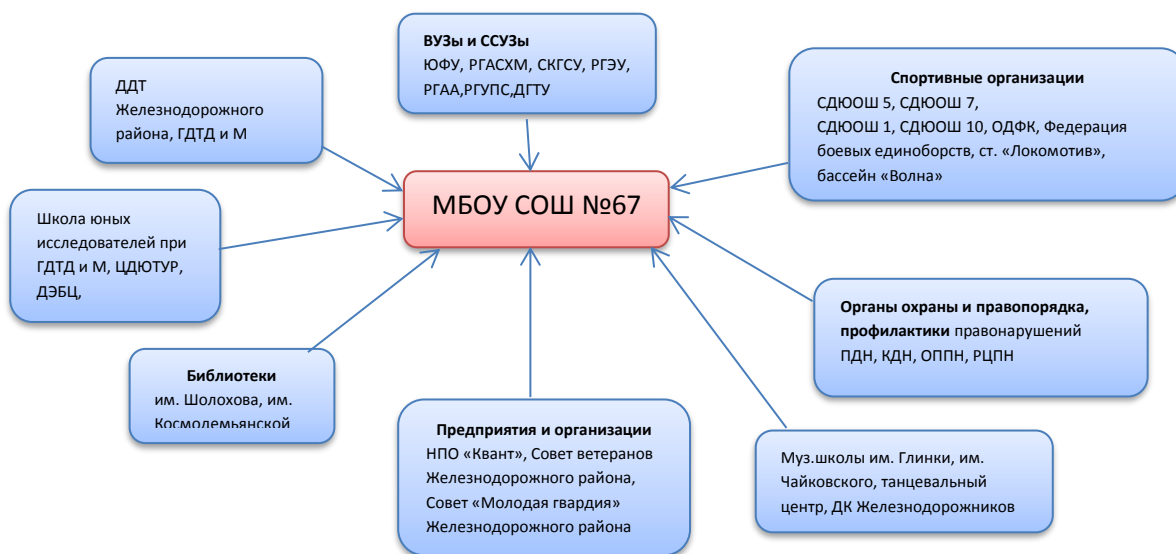 ВУЗы и ССУЗы
ЮФУ, РГАСХМ, СКГСУ, РГЭУ,
РГАА,РГУПС,ДГТУ
ДДТ
Железнодорожного
района, ГДТД и М
Спортивные организации
СДЮОШ 5, СДЮОШ 7,
СДЮОШ 1, СДЮОШ 10, ОДФК, Федерация
боевых единоборств, ст. «Локомотив»,
бассейн «Волна»
МБОУ СОШ №67
Школа юных
исследователей при
ГДТД и М, ЦДЮТУР,
ДЭБЦ,
Органы охраны и правопорядка,
профилактики правонарушений
ПДН, КДН, ОППН, РЦПН
Библиотеки
им. Шолохова, им.
Космодемьянской
Предприятия и организации
НПО «Квант», Совет ветеранов
Железнодорожного района,
Совет «Молодая гвардия»
Железнодорожного района
Муз.школы им. Глинки, им.
Чайковского, танцевальный
центр, ДК Железнодорожников